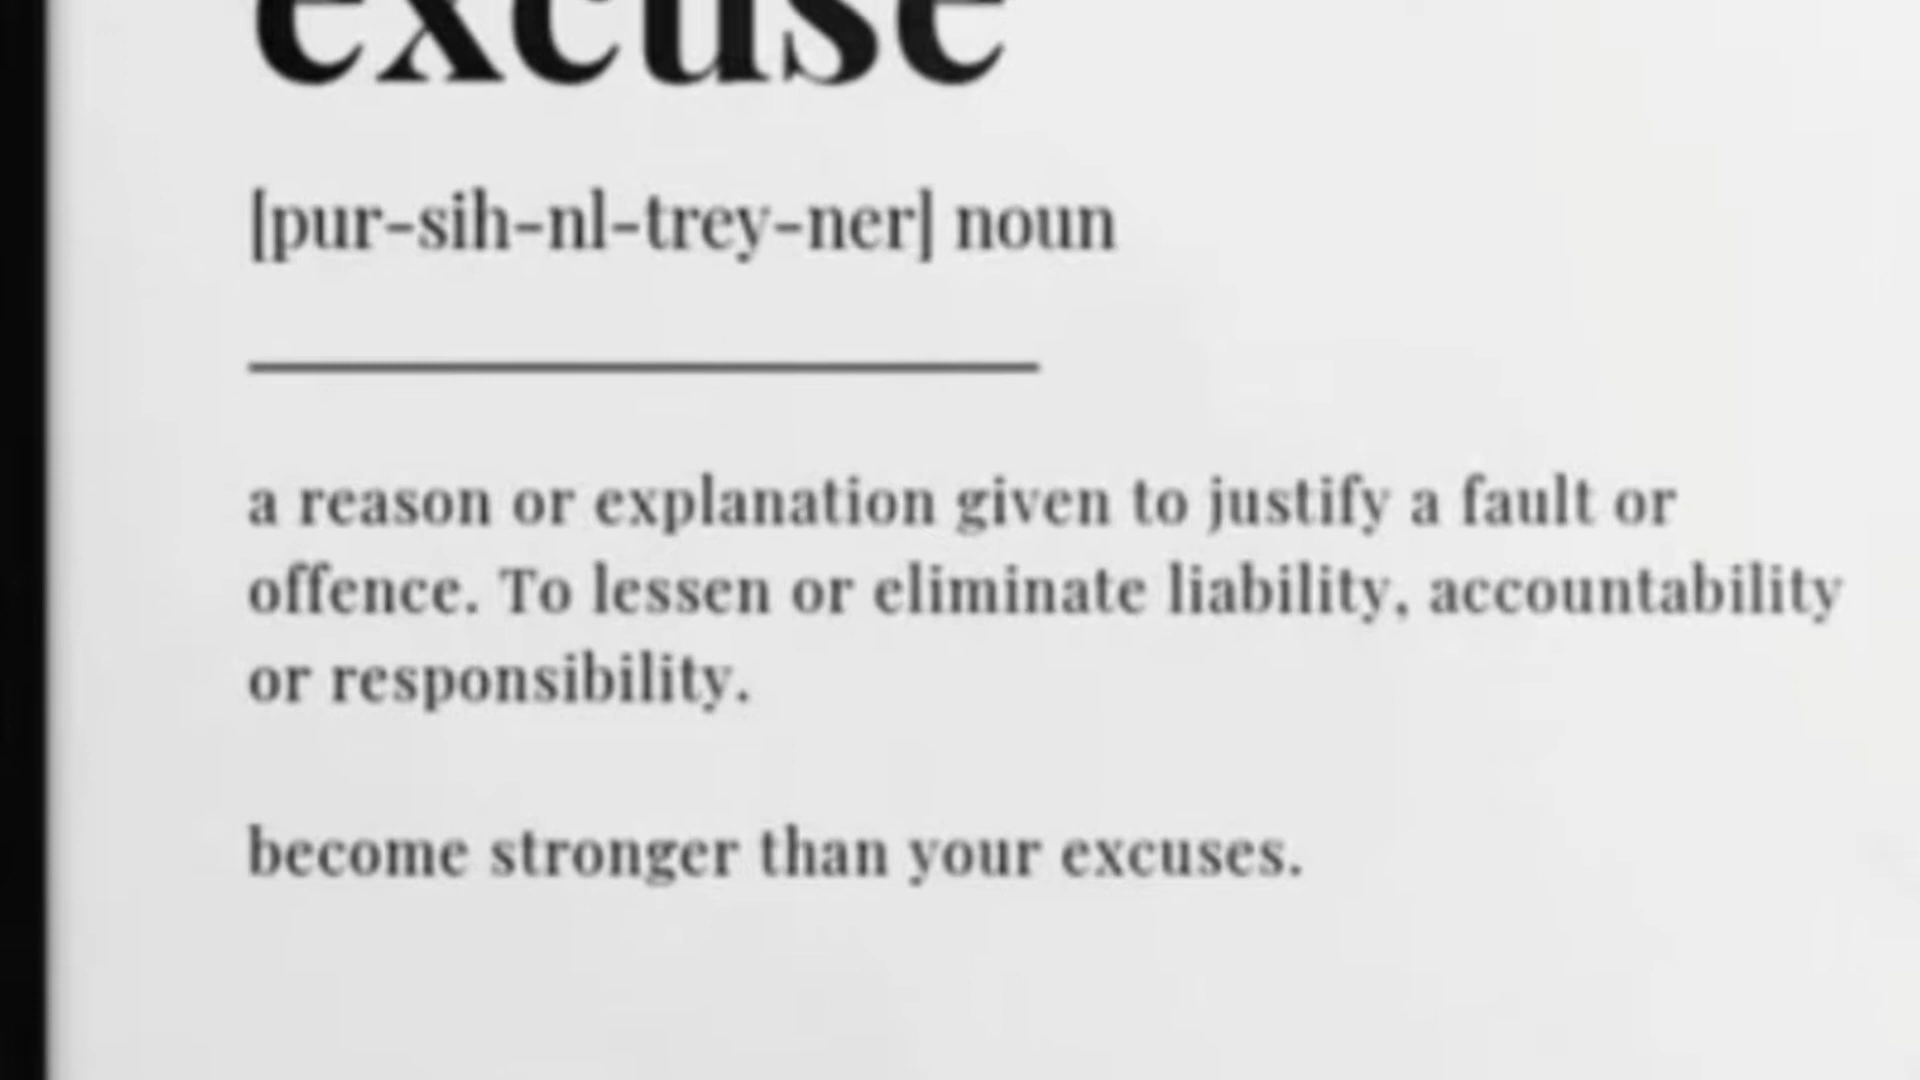 excuse
[pur-sih-nl-trey-ner] noun
a reason or explanation given to justify a fault or
offence. To lessen or eliminate liability, accountability
or responsibility.
become stronger than your excuses.